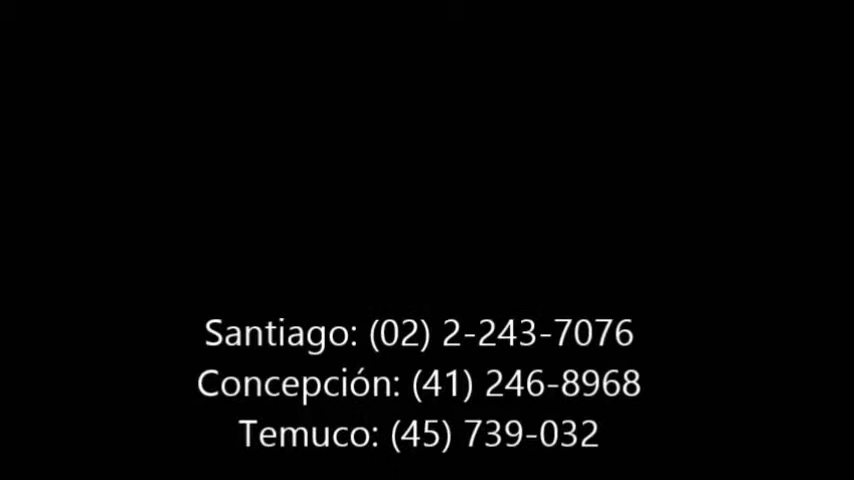 Santiago: (02) 2-243-7076
Concepción: (41) 246-8968
Temuco: (45) 739-032